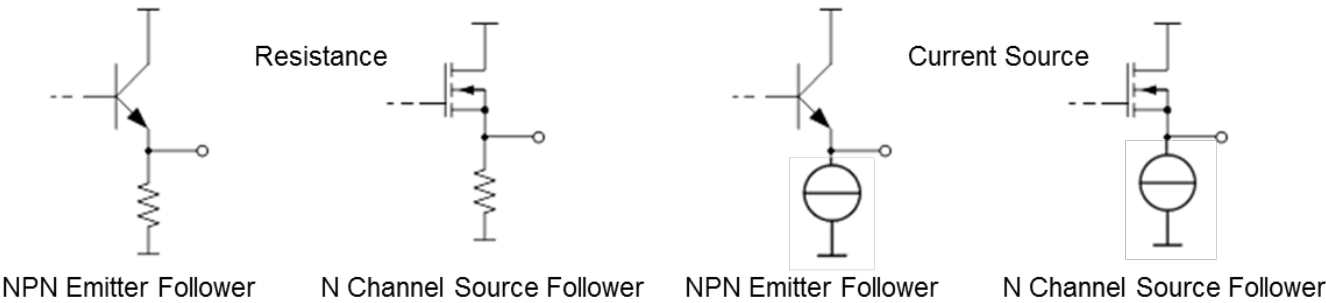 Resistance
Current Source
NPN Emitter Follower
N Channel Source Follower
NPN Emitter Follower
N Channel Source Follower